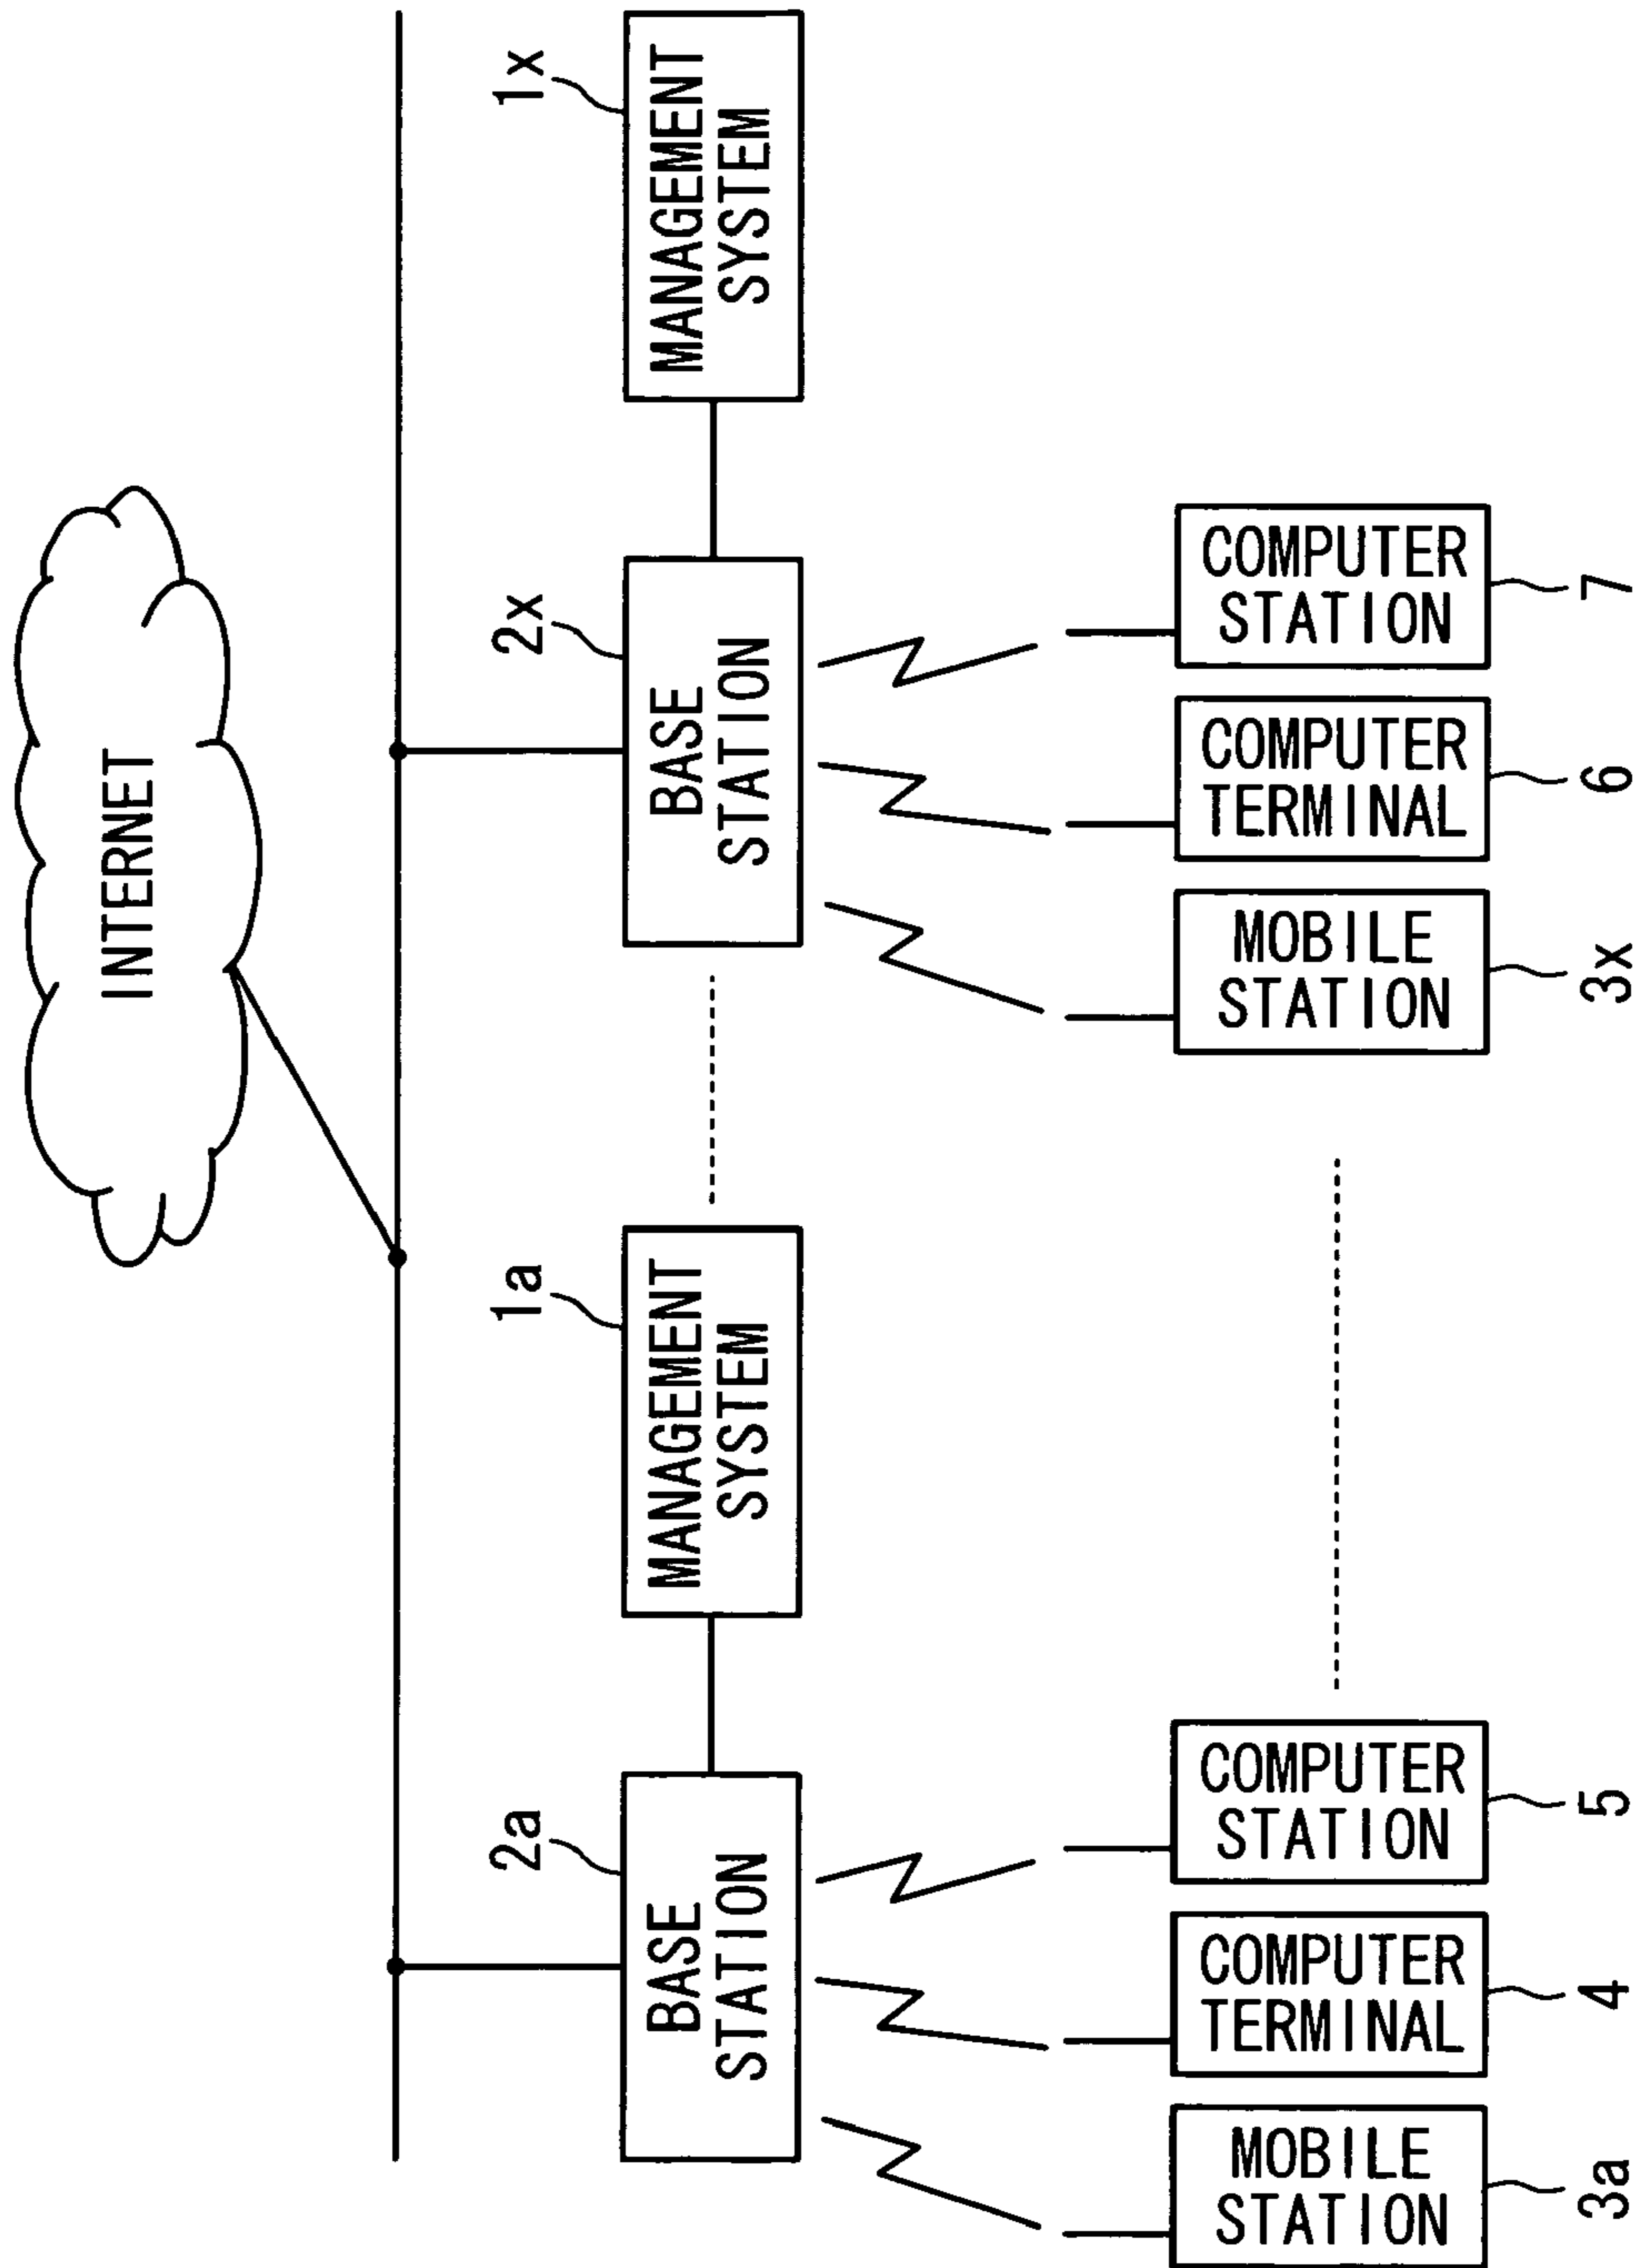 INTERNET
2a
1a
2x
1x
BASE
STATION
MANAGEMENT
SYSTEM
BASE
STATION
MANAGEMENT
SYSTEM
MOBILE
STATION
COMPUTER
TERMINAL
COMPUTER
STATION
MOBILE
STATION
COMPUTER
TERMINAL
COMPUTER
STATION
3a
4
5
3x
6
7